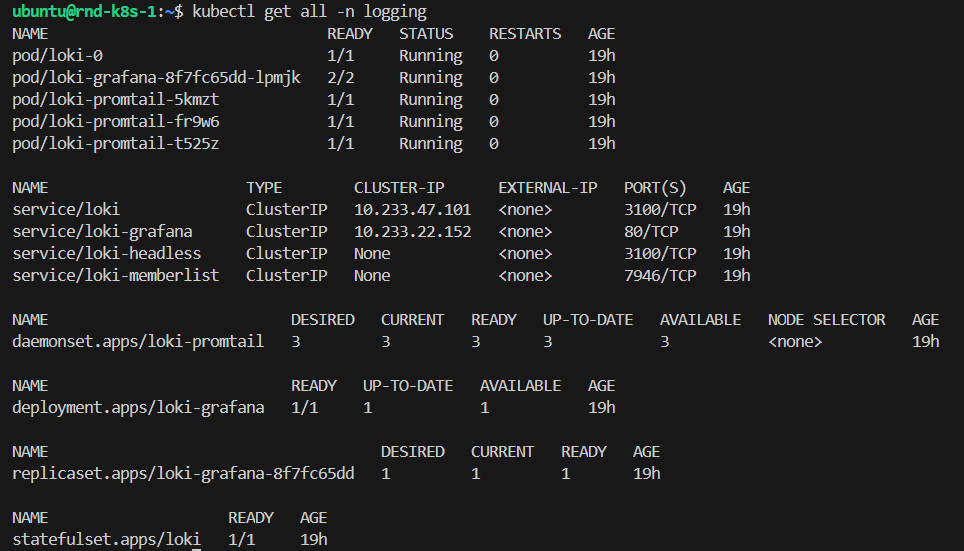 ubuntu@rnd-k8s-1:~$ kubectl get all -n logging
NAME READY STATUS RESTARTS AGE
pod/loki-0 1/1 Running 0 19h
pod/loki-grafana-8f7fc65dd-lpmjk 2/2 Running 0 19h
pod/loki-promtail-5kmzt 1/1 Running 0 19h
pod/loki-promtail-fr9w6 1/1 Running 0 19h
pod/loki-promtail-t525z 1/1 Running 0 19h
NAME TYPE CLUSTER-IP EXTERNAL-IP PORT(S) AGE
service/loki ClusterIP 10.233.47.101 <none> 3100/TCP 19h
service/loki-grafana ClusterIP 10.233.22.152 <none> 80/TCP 19h
service/loki-headless ClusterIP None <none> 3100/TCP 19h
service/loki-memberlist ClusterIP None <none> 7946/TCP 19h
NAME DESIRED CURRENT READY UP-TO-DATE AVAILABLE NODE SELECTOR AGE
daemonset.apps/loki-promtail 3 3 3 3 3 <none> 19h
NAME READY UP-TO-DATE AVAILABLE AGE
deployment.apps/loki-grafana 1/1 1 1 19h
NAME DESIRED CURRENT READY AGE
replicaset.apps/loki-grafana-8f7fc65dd 1 1 1 19h
NAME READY AGE
statefulset.apps/loki 1/1 19h